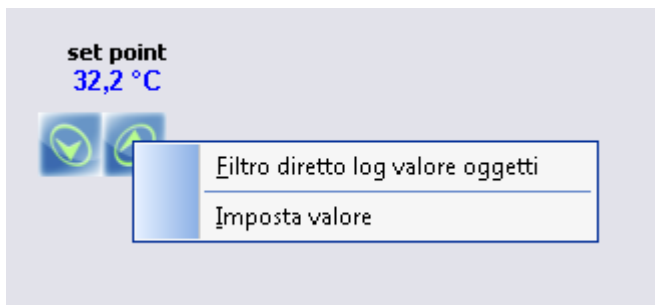 set point
32,2 °C
Filtro diretto log valore oggetti
Imposta valore